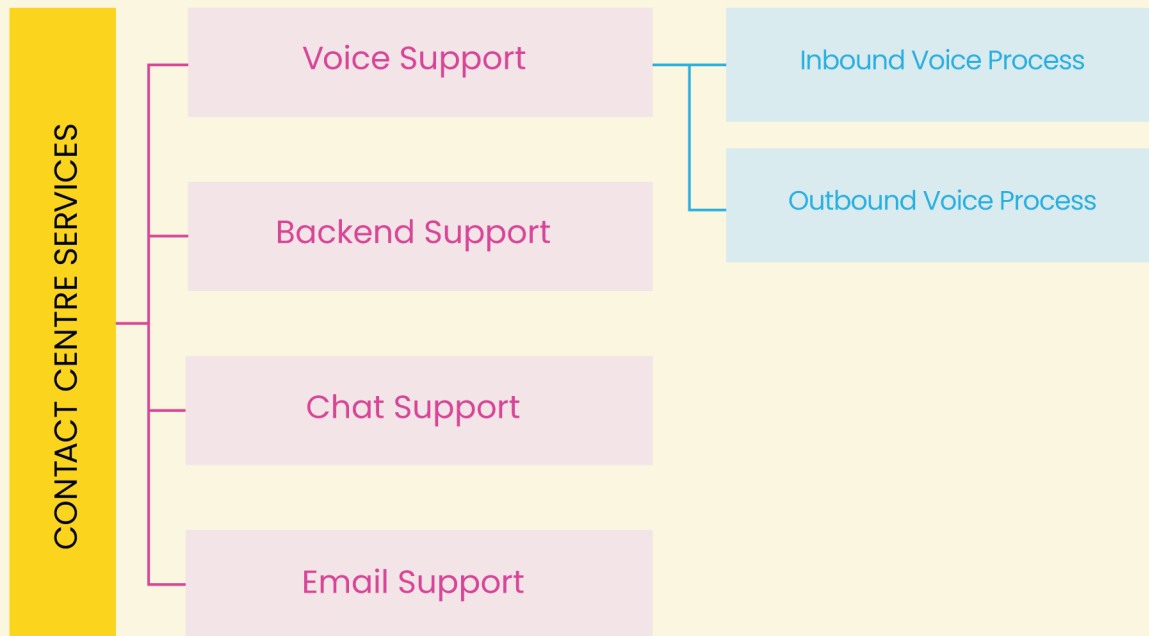 CONTACT CENTRE SERVICES
Voice Support
Inbound Voice Process
Outbound Voice Process
Backend Support
Chat Support
Email Support